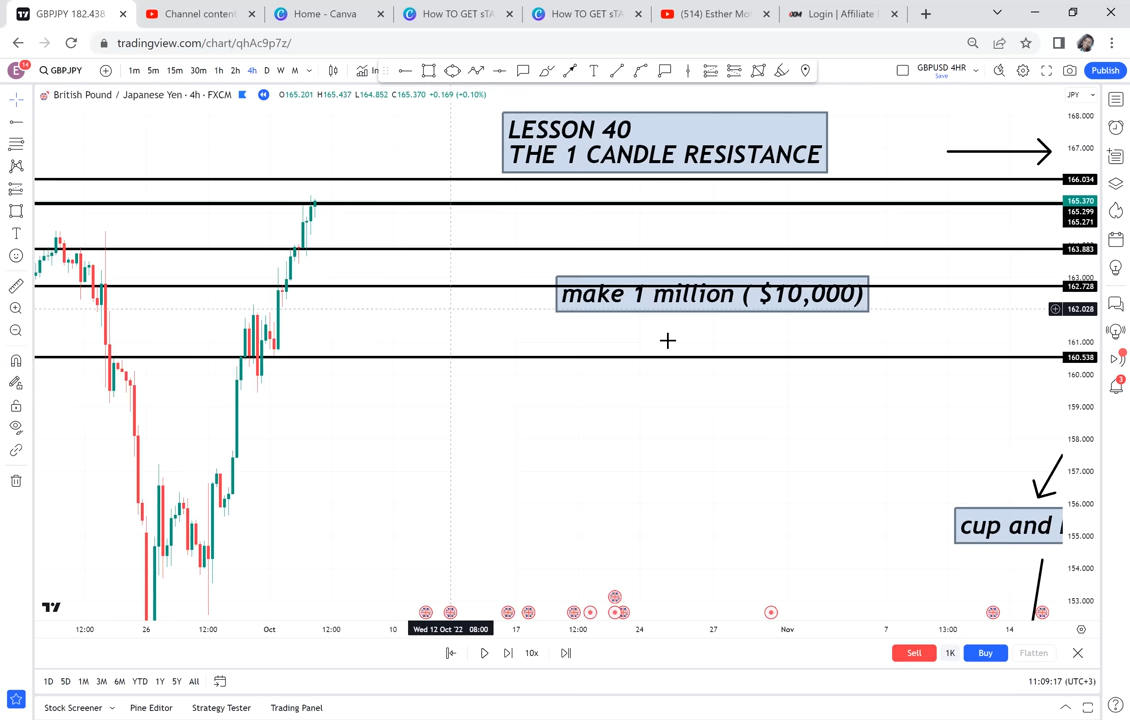 GBPJPY 182.438
Channel content
Home - Canva
How TO GET sTA
How TO GET sTA
(514) Esther Mo
Login | Affiliate
tradingview.com/chart/qhAc9p7z/
E 14 GBPJPY 1m 5m 15m 30m 1h 2h 4h D W M In T GBPUSD 4HR Save Publish
British Pound / Japanese Yen · 4h · FXCM O165.201 H165.437 L164.852 C165.370 +0.169 (+0.10%) JPY
168.000
LESSON 40
THE 1 CANDLE RESISTANCE
167.000
166.034
165.370
165.299
165.271
163.883
163.000
162.728
make 1 million ( $10,000)
162.028
161.000
160.538
160.000
159.000
158.000
157.000
156.000
cup and
155.000
154.000
153.000
12:00 26 12:00 Oct 12:00 10 Wed 12 Oct '22 08:00 17 12:00 24 27 Nov 7 13:00 14
10x Sell 1K Buy Flatten
1D 5D 1M 3M 6M YTD 1Y 5Y All 11:09:17 (UTC+3)
Stock Screener Pine Editor Strategy Tester Trading Panel
3